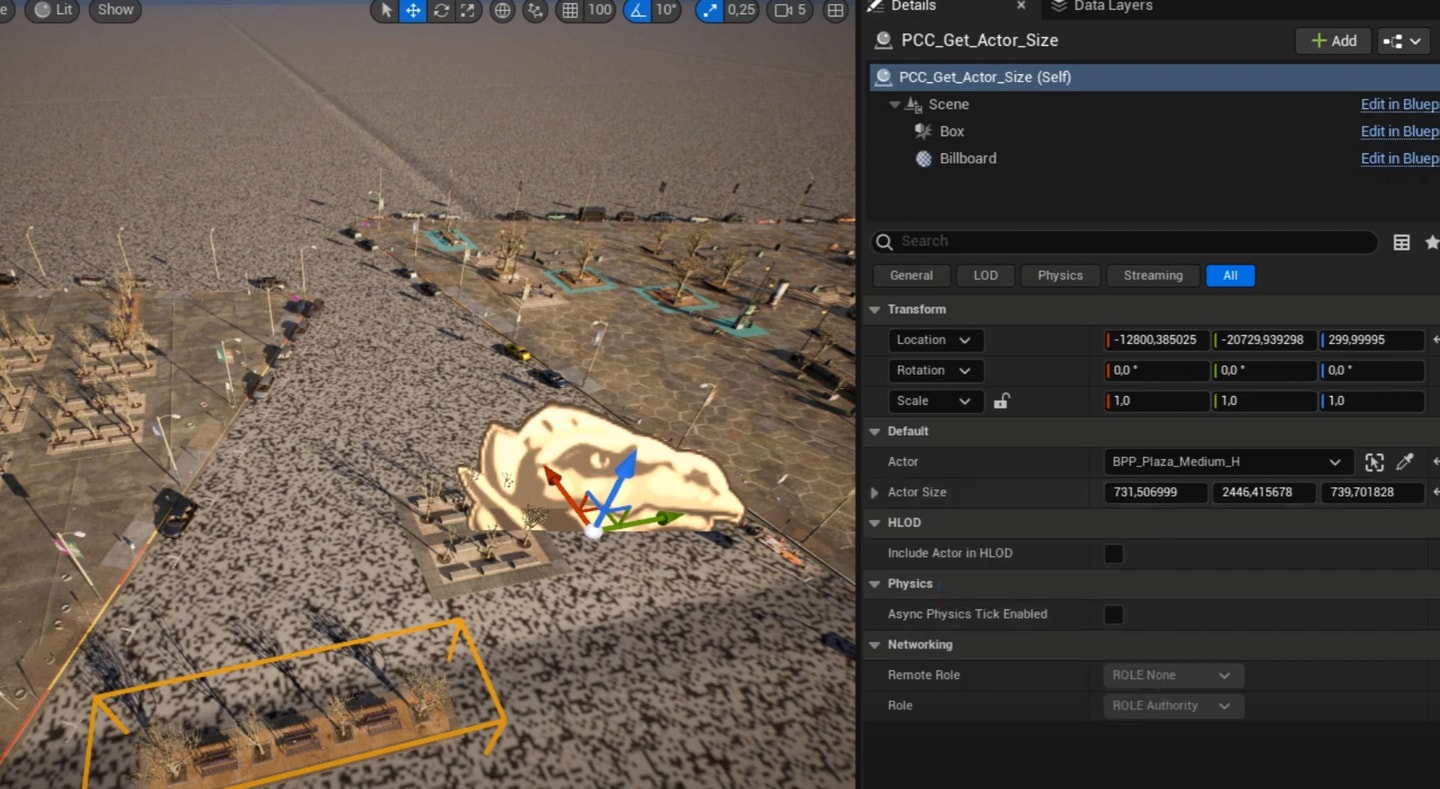 e Lit Show 100 10° 0,25 5
Details Data Layers
PCC_Get_Actor_Size Add
PCC_Get_Actor_Size (Self)
Scene Edit in Bluep
Box Edit in Bluep
Billboard Edit in Bluep
Search
General LOD Physics Streaming All
Transform
Location -12800,385025 -20729,939298 299,99995
Rotation 0,0 ° 0,0 ° 0,0 °
Scale 1,0 1,0 1,0
Default
Actor BPP_Plaza_Medium_H
Actor Size 731,506999 2446,415678 739,701828
HLOD
Include Actor in HLOD
Physics
Async Physics Tick Enabled
Networking
Remote Role ROLE None
Role ROLE Authority